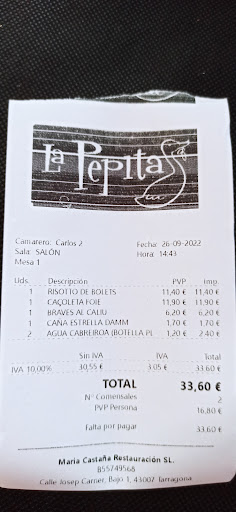 La Pepita
Camarero: Carlos 2 Fecha: 26-09-2022
Sala: SALÓN Hora: 14:43
Mesa 1
Uds. Descripción PVP Imp.
1 RISOTTO DE BOLETS 11,40 € 11,40 €
1 CAÇOLETA FOIE 11,90 € 11,90 €
1 BRAVES AL CALIU 6,20 € 6,20 €
1 CAÑA ESTRELLA DAMM 1,70 € 1,70 €
2 AGUA CABREIROA (BOTELLA PE 1,20 € 2,40 €
Sin IVA IVA Total
IVA 10,00% 30,55 € 3,05 € 33,60 €
TOTAL 33,60 €
Nº Comensales 2
PVP Persona 16,80 €
Falta por pagar 33,60 €
Maria Castaña Restauración SL.
B55749568
Calle Josep Carner, Bajo 1, 43007 Tarragona